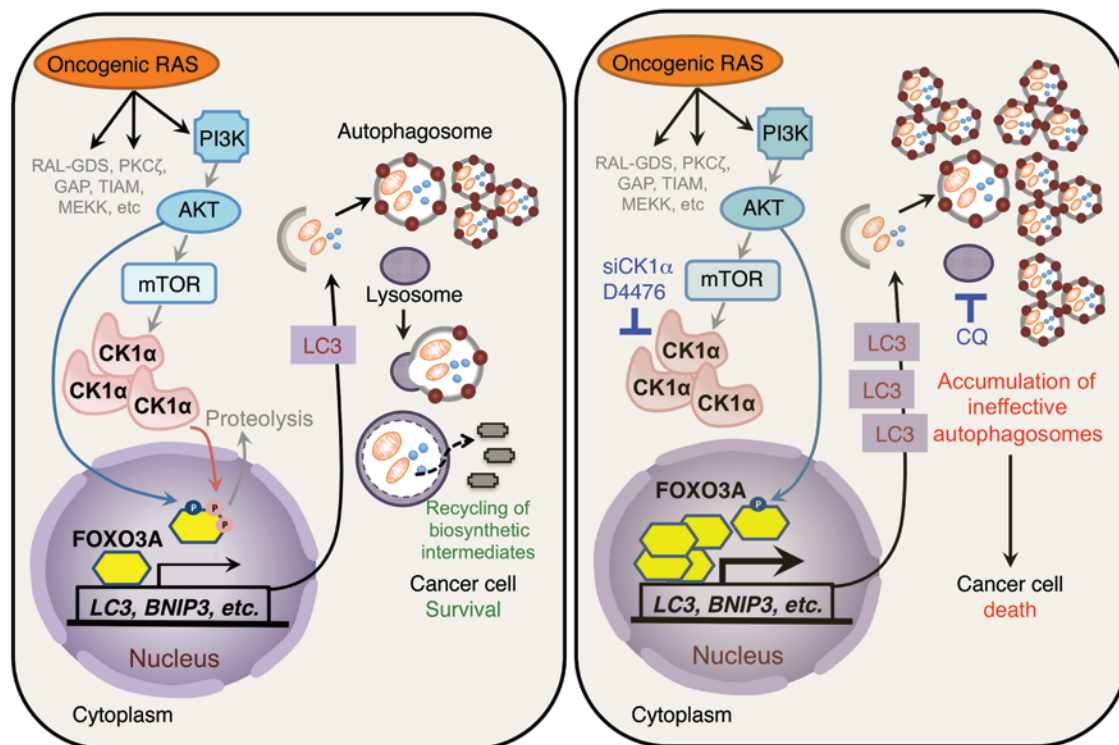 Oncogenic RAS
PI3K
RAL-GDS, PKCζ,
GAP, TIAM,
MEKK, etc
AKT
mTOR
CK1α
CK1α
CK1α
Proteolysis
P
P
P
FOXO3A
LC3, BNIP3, etc.
Nucleus
Cytoplasm
LC3
Autophagosome
Lysosome
Recycling of
biosynthetic
intermediates
Cancer cell
Survival
Oncogenic RAS
PI3K
RAL-GDS, PKCζ,
GAP, TIAM,
MEKK, etc
AKT
siCK1α
D4476
mTOR
CK1α
CK1α
CK1α
FOXO3A
P
LC3, BNIP3, etc.
Nucleus
Cytoplasm
LC3
LC3
LC3
CQ
Accumulation of
ineffective
autophagosomes
Cancer cell
death